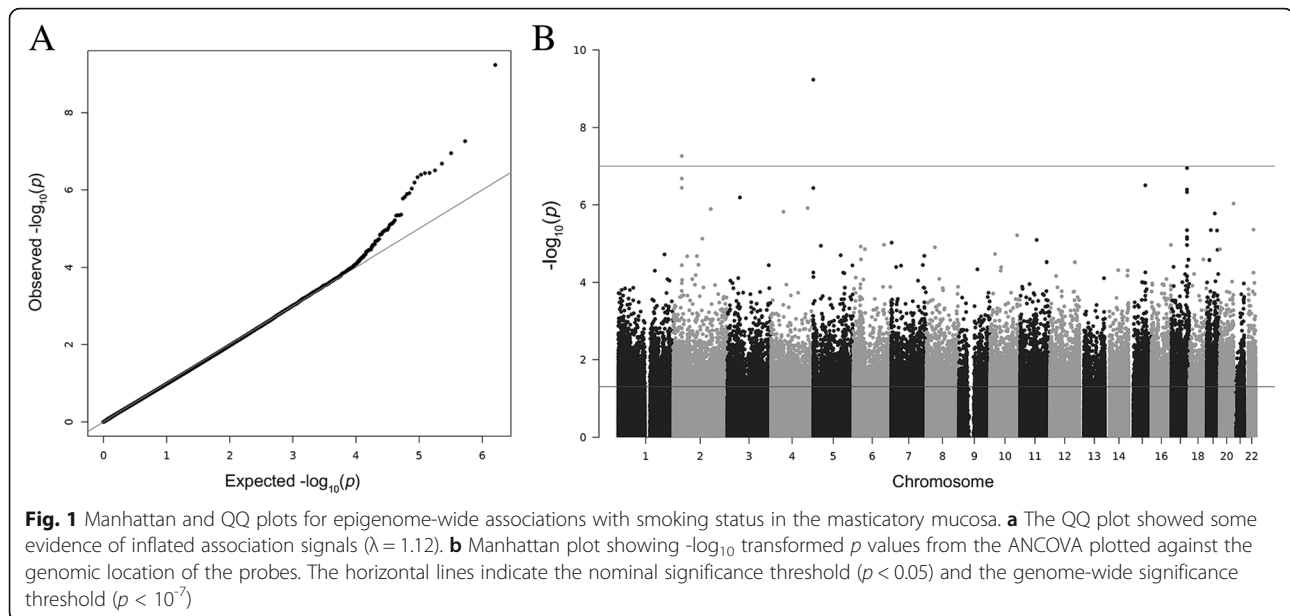 A
Observed -log10(p)
8
6
4
2
0
0 1 2 3 4 5 6
Expected -log10(p)
B
-log10(p)
10
8
6
4
2
0
1 2 3 4 5 6 7 8 9 10 11 12 13 14 16 18 20 22
Chromosome
Fig. 1 Manhattan and QQ plots for epigenome-wide associations with smoking status in the masticatory mucosa. a The QQ plot showed some
evidence of inflated association signals (λ = 1.12). b Manhattan plot showing -log10 transformed p values from the ANCOVA plotted against the
genomic location of the probes. The horizontal lines indicate the nominal significance threshold (p < 0.05) and the genome-wide significance
threshold (p < 10-7)